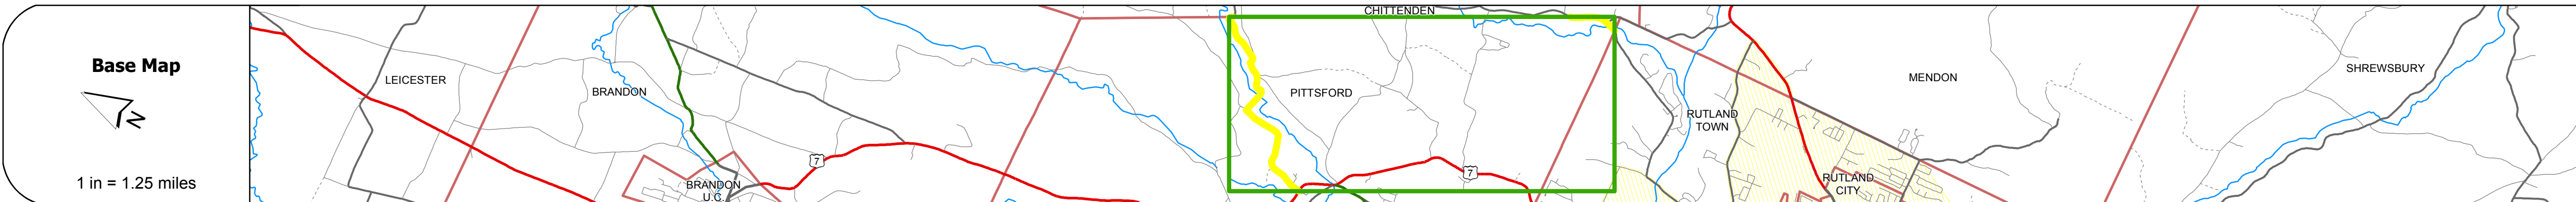 Base Map
N
1 in = 1.25 miles
LEICESTER
BRANDON
BRANDON
U.C.
7
CHITTENDEN
PITTSFORD
7
RUTLAND
TOWN
RUTLAND
CITY
MENDON
SHREWSBURY